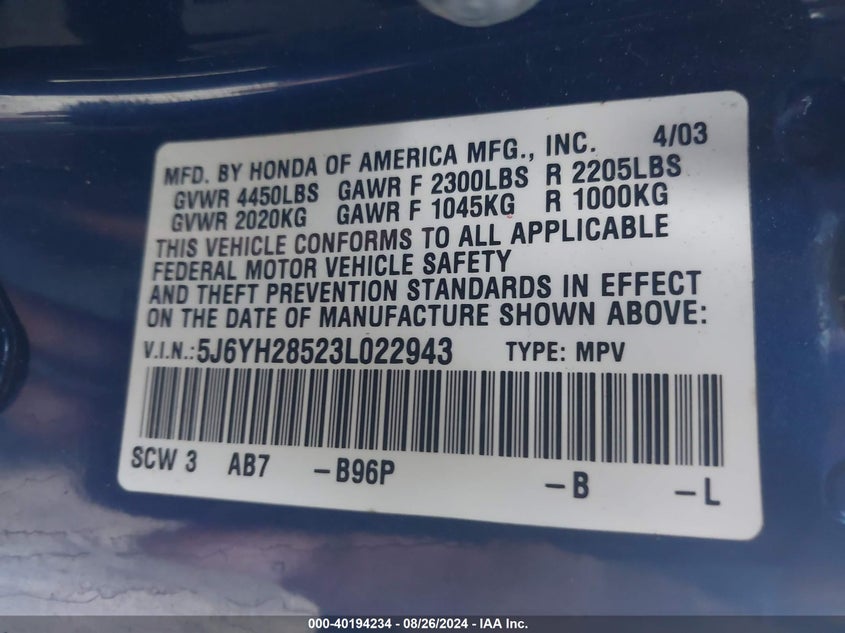 MFD. BY HONDA OF AMERICA MFG., INC. 4/03
GVWR 4450LBS GAWR F 2300LBS R 2205LBS
GVWR 2020KG GAWR F 1045KG R 1000KG
THIS VEHICLE CONFORMS TO ALL APPLICABLE
FEDERAL MOTOR VEHICLE SAFETY
AND THEFT PREVENTION STANDARDS IN EFFECT
ON THE DATE OF MANUFACTURE SHOWN ABOVE:
V.I.N.:5J6YH28523L022943 TYPE: MPV
SCW 3 AB7 –B96P –B –L
000-40194234 - 08/26/2024 - IAA Inc.